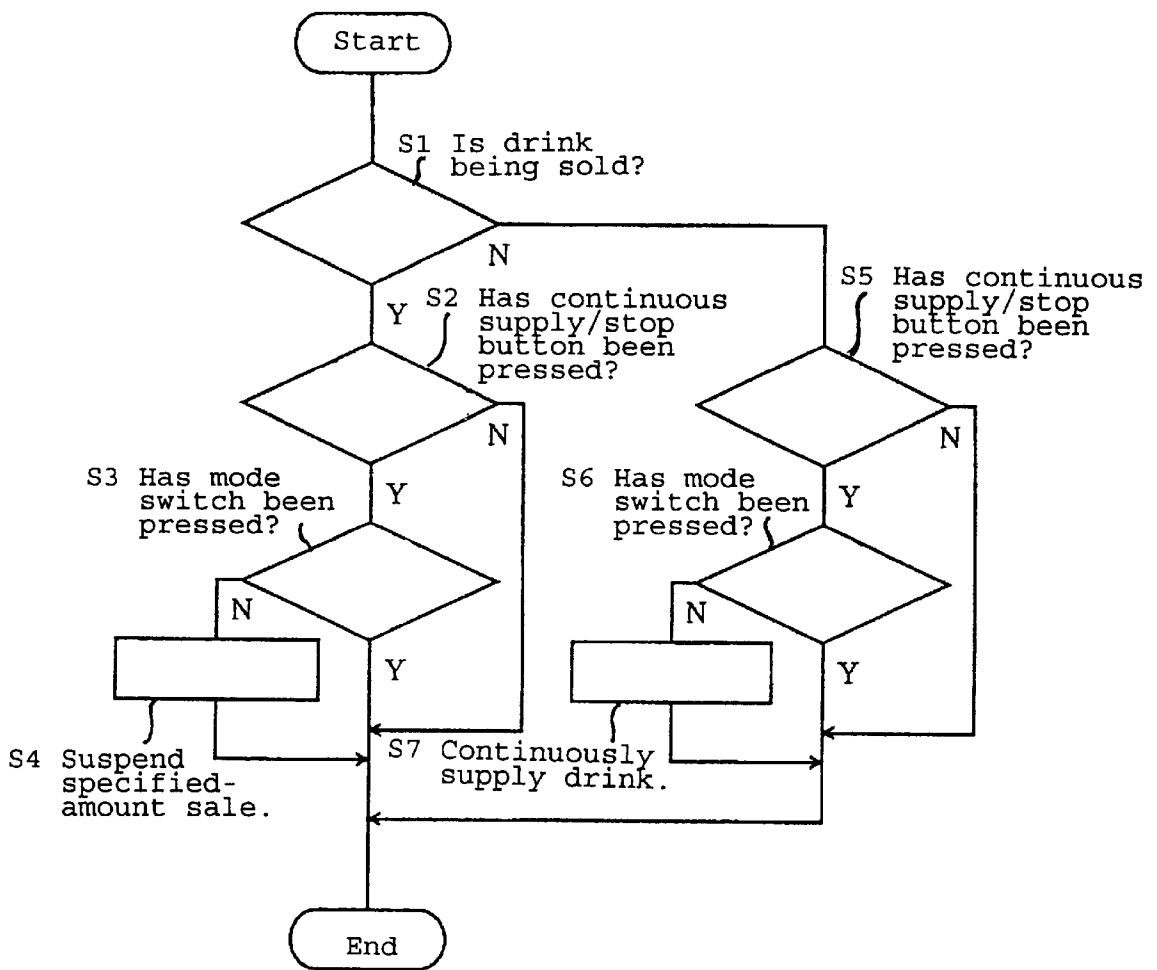 Start
S1 Is drink
being sold?
N
Y
S2 Has continuous
supply/stop
button been
pressed?
N
S5 Has continuous
supply/stop
button been
pressed?
N
S3 Has mode
switch been
pressed?
Y
S6 Has mode
switch been
pressed?
Y
N
Y
N
Y
S4 Suspend
specified-
amount sale.
S7 Continuously
supply drink.
End